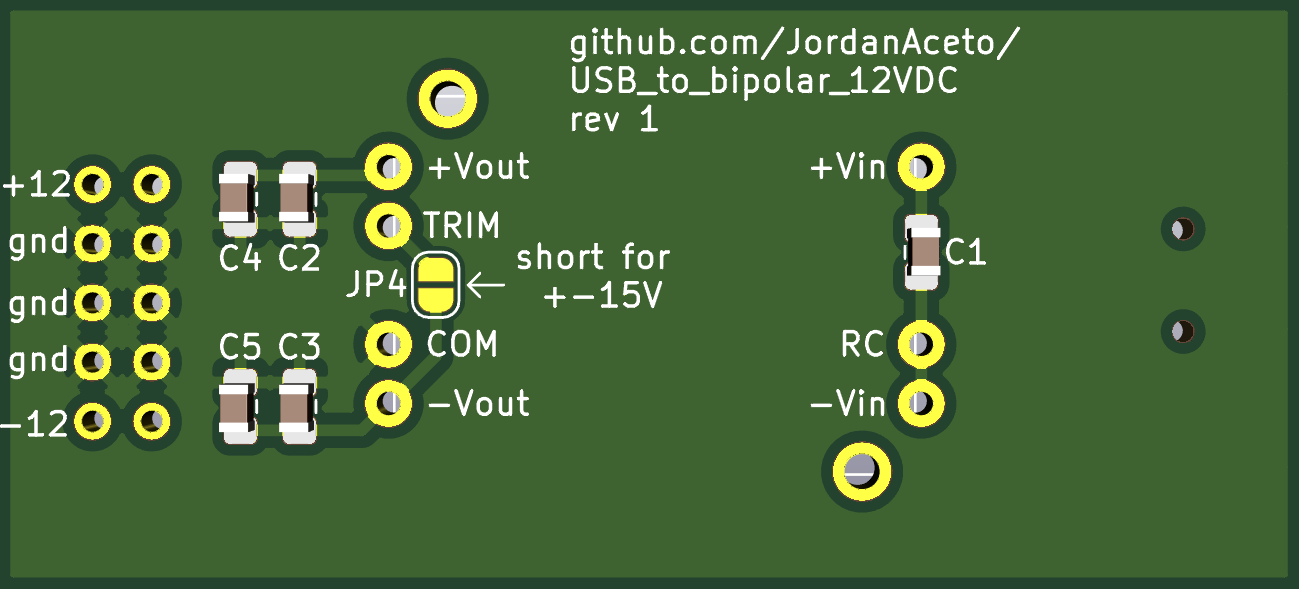 github.com/JordanAceto/
USB_to_bipolar_12VDC
rev 1
+Vout
+Vin
+12
TRIM
gnd
C4 C2
short for
+-15V
C1
JP4
gnd
C5 C3
COM
RC
gnd
-Vout
-Vin
-12